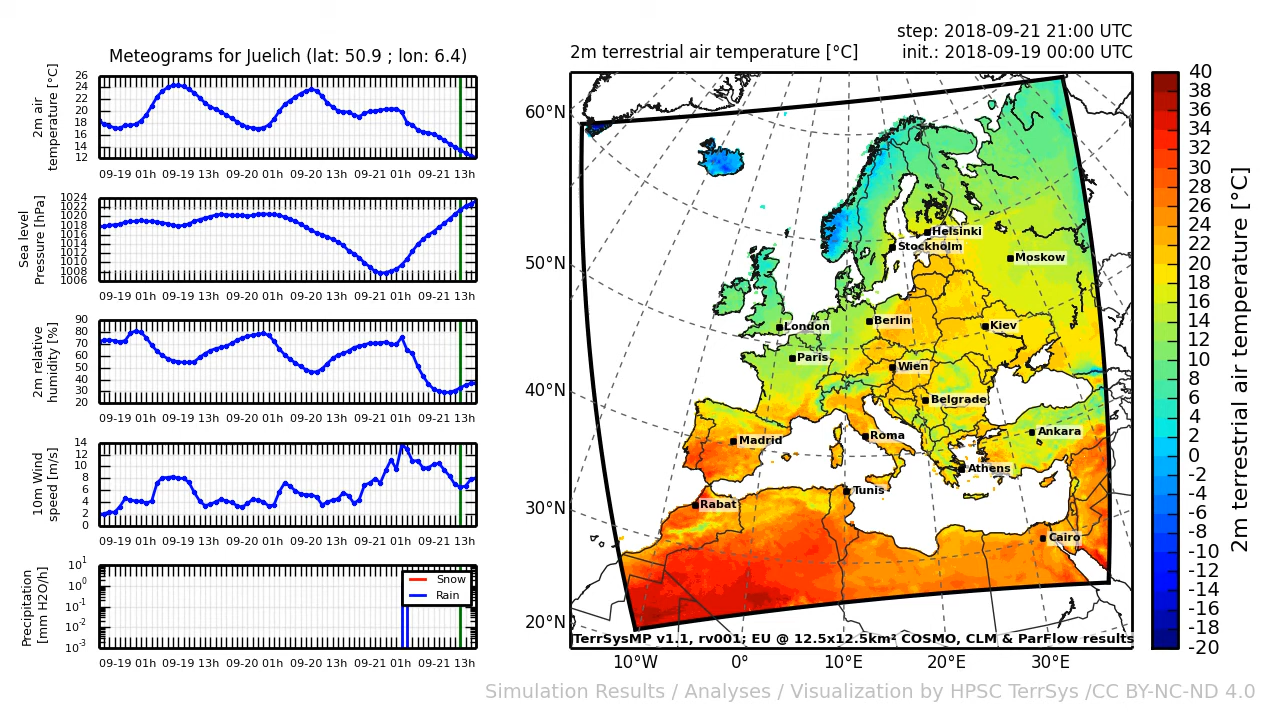 step: 2018-09-21 21:00 UTC
Meteograms for Juelich (lat: 50.9 ; lon: 6.4)
2m terrestrial air temperature [°C]
init.: 2018-09-19 00:00 UTC
2m air
temperature [°C]
26
24
22
20
18
16
14
12
09-19 01h 09-19 13h 09-20 01h 09-20 13h 09-21 01h 09-21 13h
Sea level
Pressure [hPa]
1024
1022
1020
1018
1016
1014
1012
1010
1008
1006
09-19 01h 09-19 13h 09-20 01h 09-20 13h 09-21 01h 09-21 13h
2m relative
humidity [%]
90
80
70
60
50
40
30
20
09-19 01h 09-19 13h 09-20 01h 09-20 13h 09-21 01h 09-21 13h
10m Wind
speed [m/s]
14
12
10
8
6
4
2
0
09-19 01h 09-19 13h 09-20 01h 09-20 13h 09-21 01h 09-21 13h
Precipitation
[mm H2O/h]
10¹
10⁰
10⁻¹
10⁻²
10⁻³
Snow
Rain
09-19 01h 09-19 13h 09-20 01h 09-20 13h 09-21 01h 09-21 13h
60°N
50°N
40°N
30°N
20°N
Helsinki
Stockholm
Moskow
London
Berlin
Kiev
Paris
Wien
Belgrade
Madrid
Roma
Ankara
Athens
Tunis
Rabat
Cairo
TerrSysMP v1.1, rv001; EU @ 12.5x12.5km² COSMO, CLM & ParFlow results
10°W 0° 10°E 20°E 30°E
40
38
36
34
32
30
28
26
24
22
20
18
16
14
12
10
8
6
4
2
0
-2
-4
-6
-8
-10
-12
-14
-16
-18
-20
2m terrestrial air temperature [°C]
Simulation Results / Analyses / Visualization by HPSC TerrSys /CC BY-NC-ND 4.0